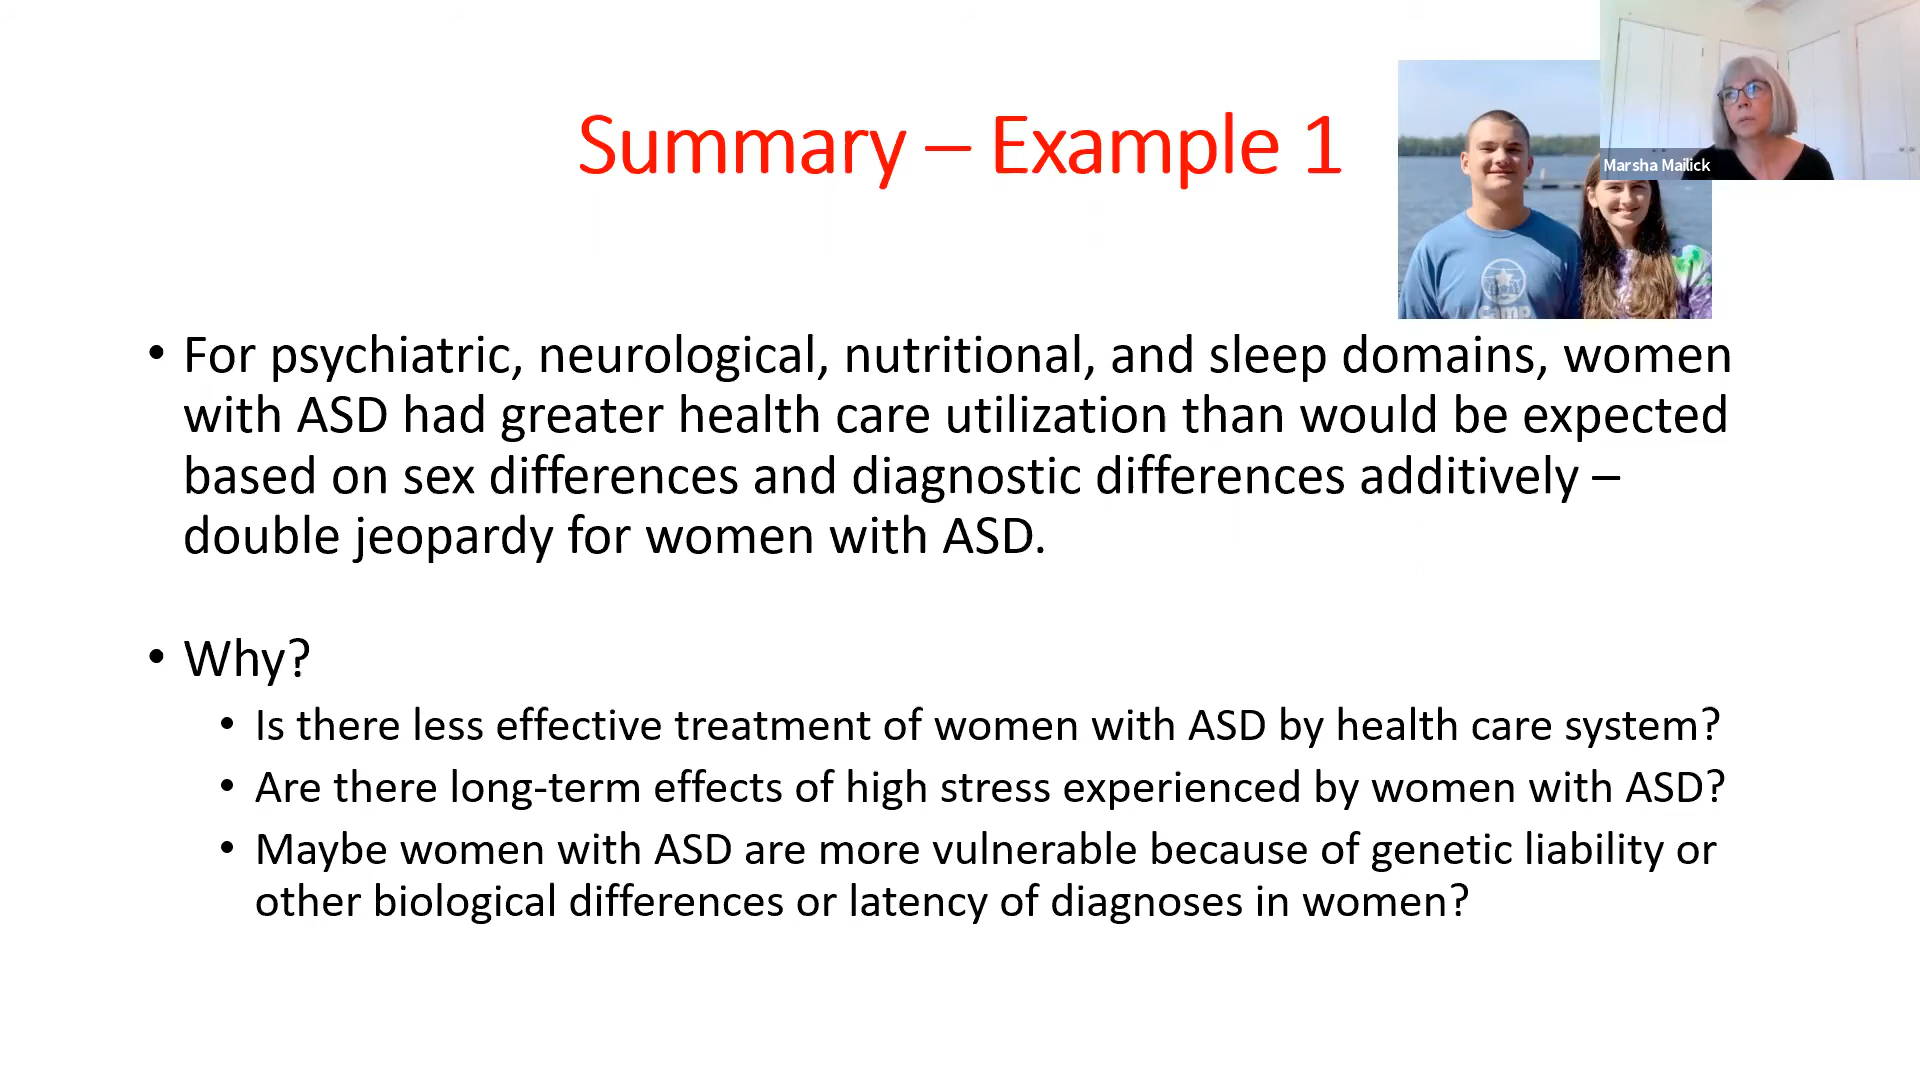 Summary – Example 1
Marsha Mailick
Camp
• For psychiatric, neurological, nutritional, and sleep domains, women
with ASD had greater health care utilization than would be expected
based on sex differences and diagnostic differences additively –
double jeopardy for women with ASD.
• Why?
• Is there less effective treatment of women with ASD by health care system?
• Are there long-term effects of high stress experienced by women with ASD?
• Maybe women with ASD are more vulnerable because of genetic liability or
other biological differences or latency of diagnoses in women?